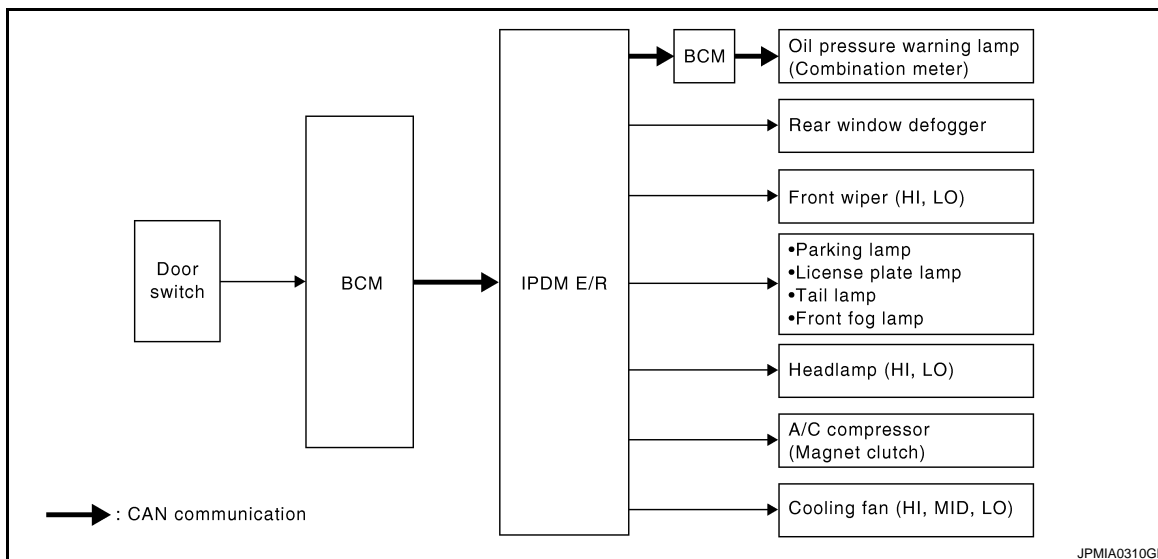 Door
switch
BCM
IPDM E/R
BCM
Oil pressure warning lamp
(Combination meter)
Rear window defogger
Front wiper (HI, LO)
•Parking lamp
•License plate lamp
•Tail lamp
•Front fog lamp
Headlamp (HI, LO)
A/C compressor
(Magnet clutch)
Cooling fan (HI, MID, LO)
: CAN communication
JPMIA0310G